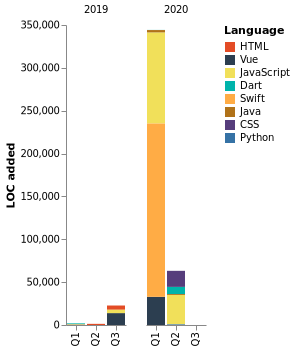 2019 2020
Language
HTML
Vue
JavaScript
Dart
Swift
Java
CSS
Python
LOC added
350,000
300,000
250,000
200,000
150,000
100,000
50,000
0
Q1 Q2 Q3 Q1 Q2 Q3